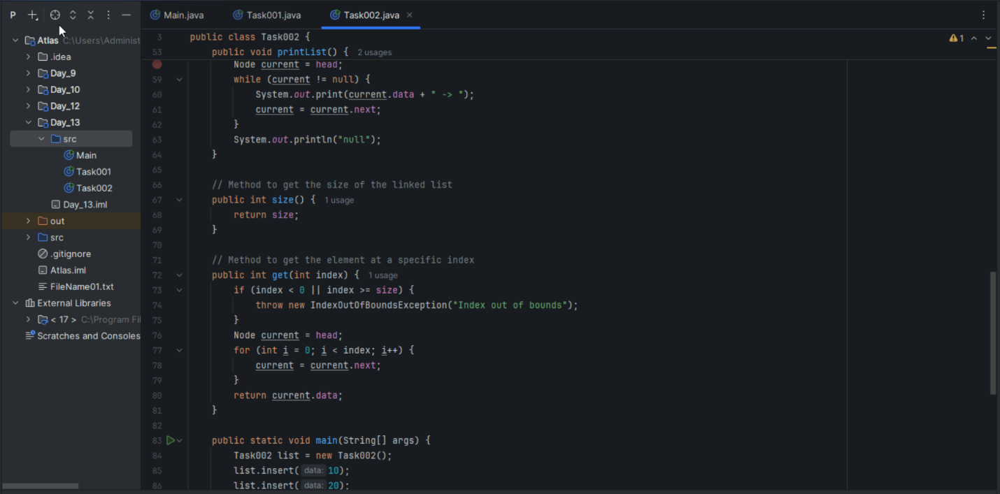 P
Main.java Task001.java Task002.java
Atlas C:\Users\Administ
.idea
Day_9
Day_10
Day_12
Day_13
src
Main
Task001
Task002
Day_13.iml
out
src
.gitignore
Atlas.iml
FileName01.txt
External Libraries
< 17 > C:\Program Fil
Scratches and Consoles
1
3 public class Task002 {
53 public void printList() { 2 usages
Node current = head;
59 while (current != null) {
60 System.out.print(current.data + " -> ");
61 current = current.next;
62 }
63 System.out.println("null");
64 }
65
66 // Method to get the size of the linked list
67 public int size() { 1 usage
68 return size;
69 }
70
71 // Method to get the element at a specific index
72 public int get(int index) { 1 usage
73 if (index < 0 || index >= size) {
74 throw new IndexOutOfBoundsException("Index out of bounds");
75 }
76 Node current = head;
77 for (int i = 0; i < index; i++) {
78 current = current.next;
79 }
80 return current.data;
81 }
82
83 public static void main(String[] args) {
84 Task002 list = new Task002();
85 list.insert( data: 10);
86 list.insert( data: 20);